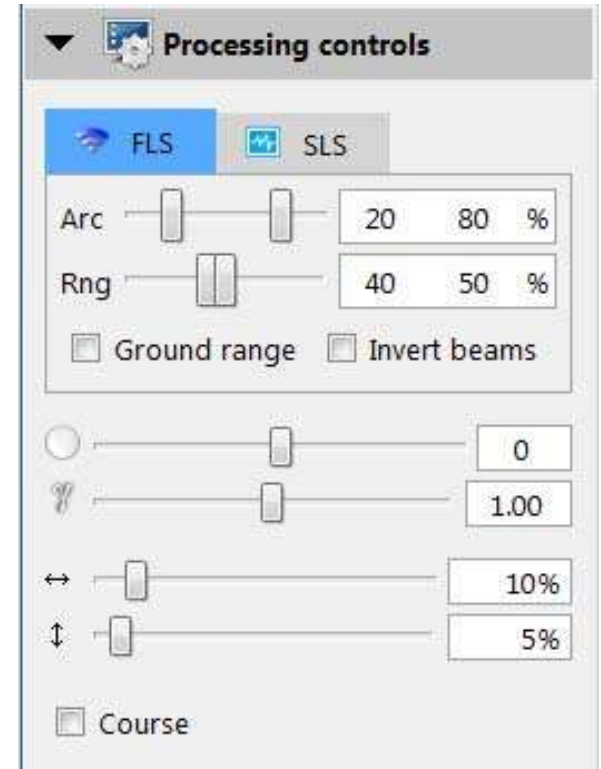 Processing controls
FLS SLS
Arc 20 80 %
Rng 40 50 %
Ground range Invert beams
0
γ 1.00
↔ 10%
↕ 5%
Course